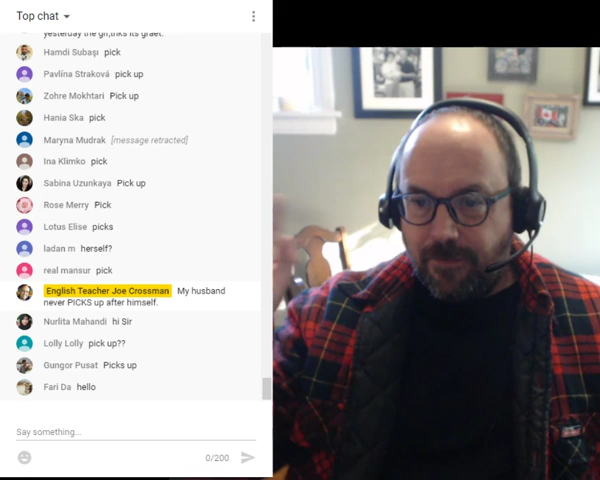 Top chat
yesterday the girl,thks its graet.
Hamdi Subaşı pick
Pavlína Straková pick up
Zohre Mokhtari Pick up
Hania Ska pick
Maryna Mudrak [message retracted]
Ina Klimko pick
Sabina Uzunkaya Pick up
Rose Merry Pick
Lotus Elise picks
ladan m herself?
real mansur pick
English Teacher Joe Crossman My husband
never PICKS up after himself.
Nurlita Mahandi hi Sir
Lolly Lolly pick up??
Gungor Pusat Picks up
Fari Da hello
Say something...
0/200